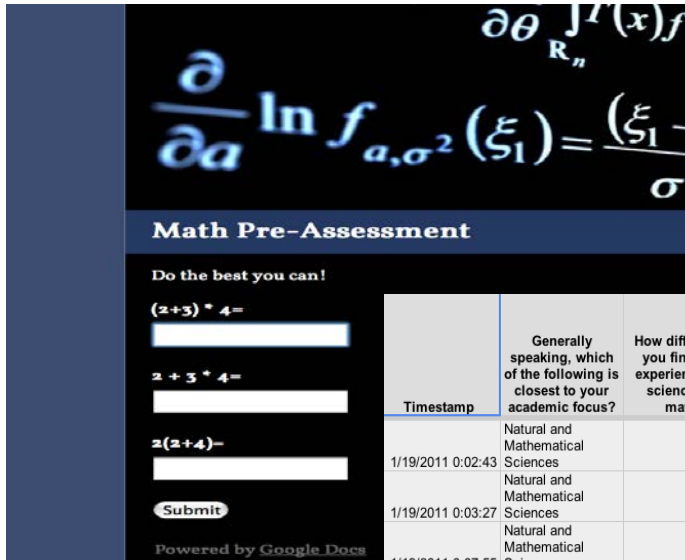 ∂θ ∫ T(x)f
R_n
∂/∂a ln f_{a,σ²}(ξ₁) = (ξ₁ -
σ
Math Pre-Assessment
Do the best you can!
(2+3) * 4=
2 + 3 * 4=
2(2+4)=
Submit
Powered by Google Docs
Timestamp
Generally
speaking, which
of the following is
closest to your
academic focus?
How diff
you fin
experien
scienc
ma
1/19/2011 0:02:43
Natural and
Mathematical
Sciences
1/19/2011 0:03:27
Natural and
Mathematical
Sciences
Natural and
Mathematical